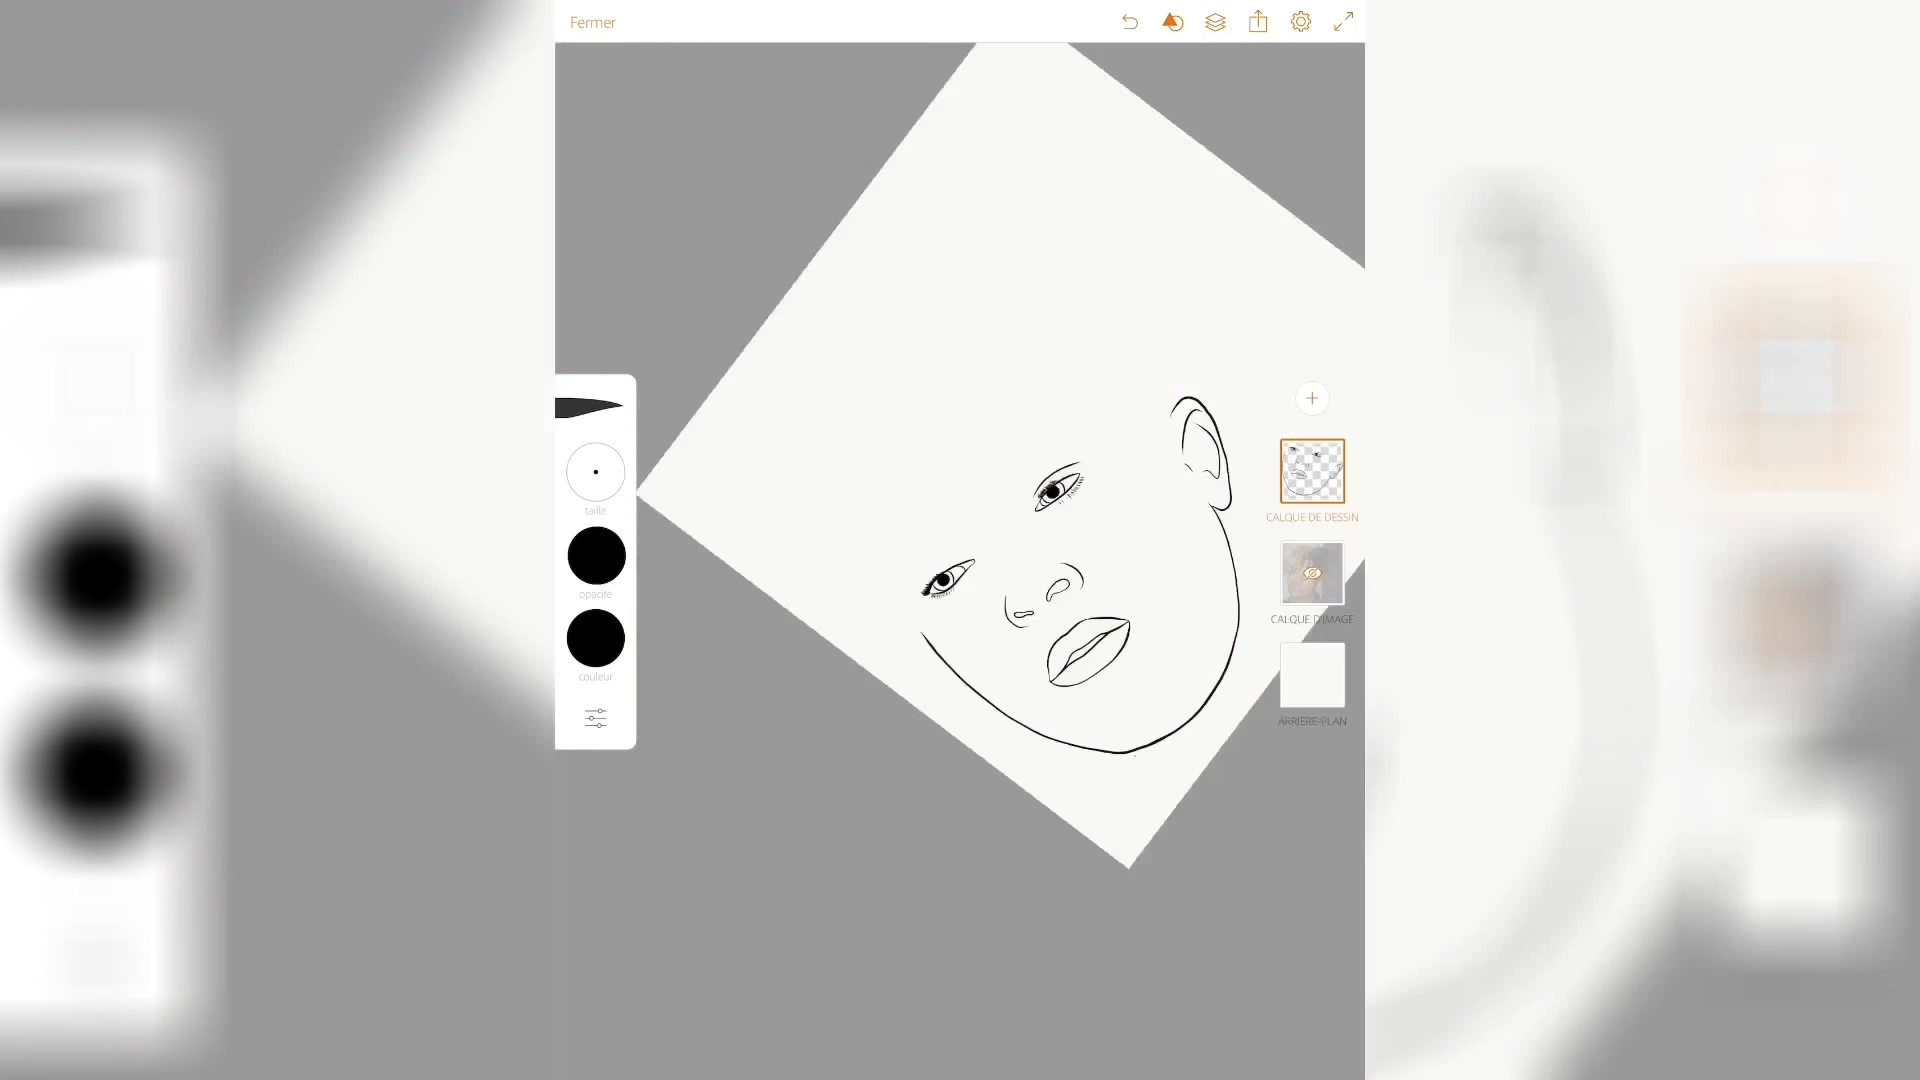 Fermer
taille
opacité
couleur
CALQUE DE DESSIN
CALQUE D'IMAGE
ARRIÈRE-PLAN